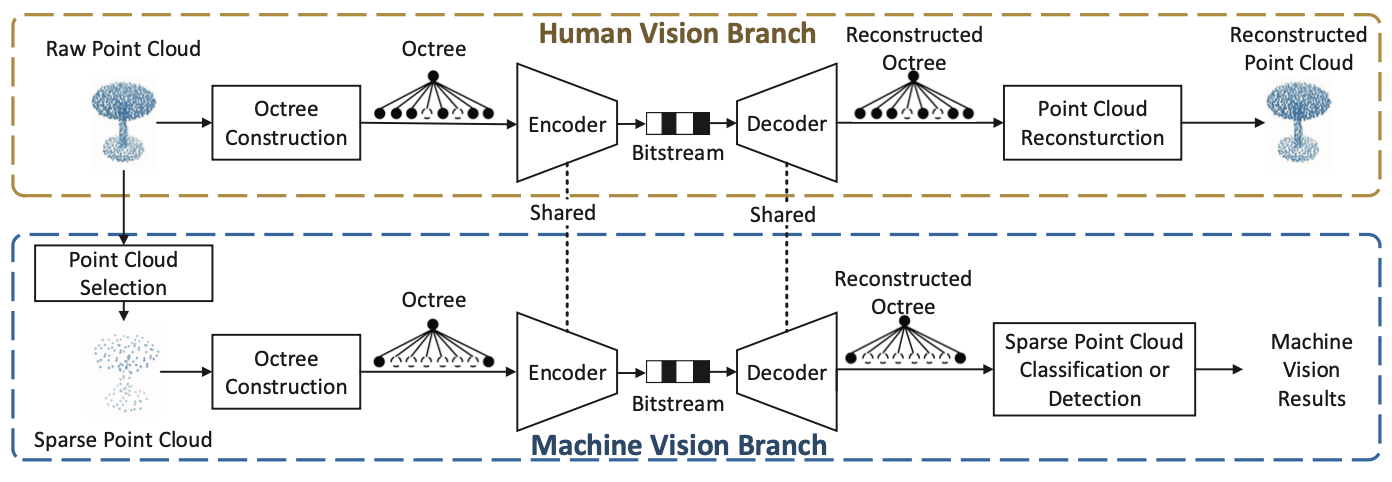 Human Vision Branch
Raw Point Cloud
Octree
Construction
Octree
Encoder
Bitstream
Decoder
Reconstructed
Octree
Point Cloud
Reconsturction
Reconstructed
Point Cloud
Shared
Shared
Point Cloud
Selection
Sparse Point Cloud
Octree
Construction
Octree
Encoder
Bitstream
Decoder
Reconstructed
Octree
Sparse Point Cloud
Classification or
Detection
Machine
Vision
Results
Machine Vision Branch